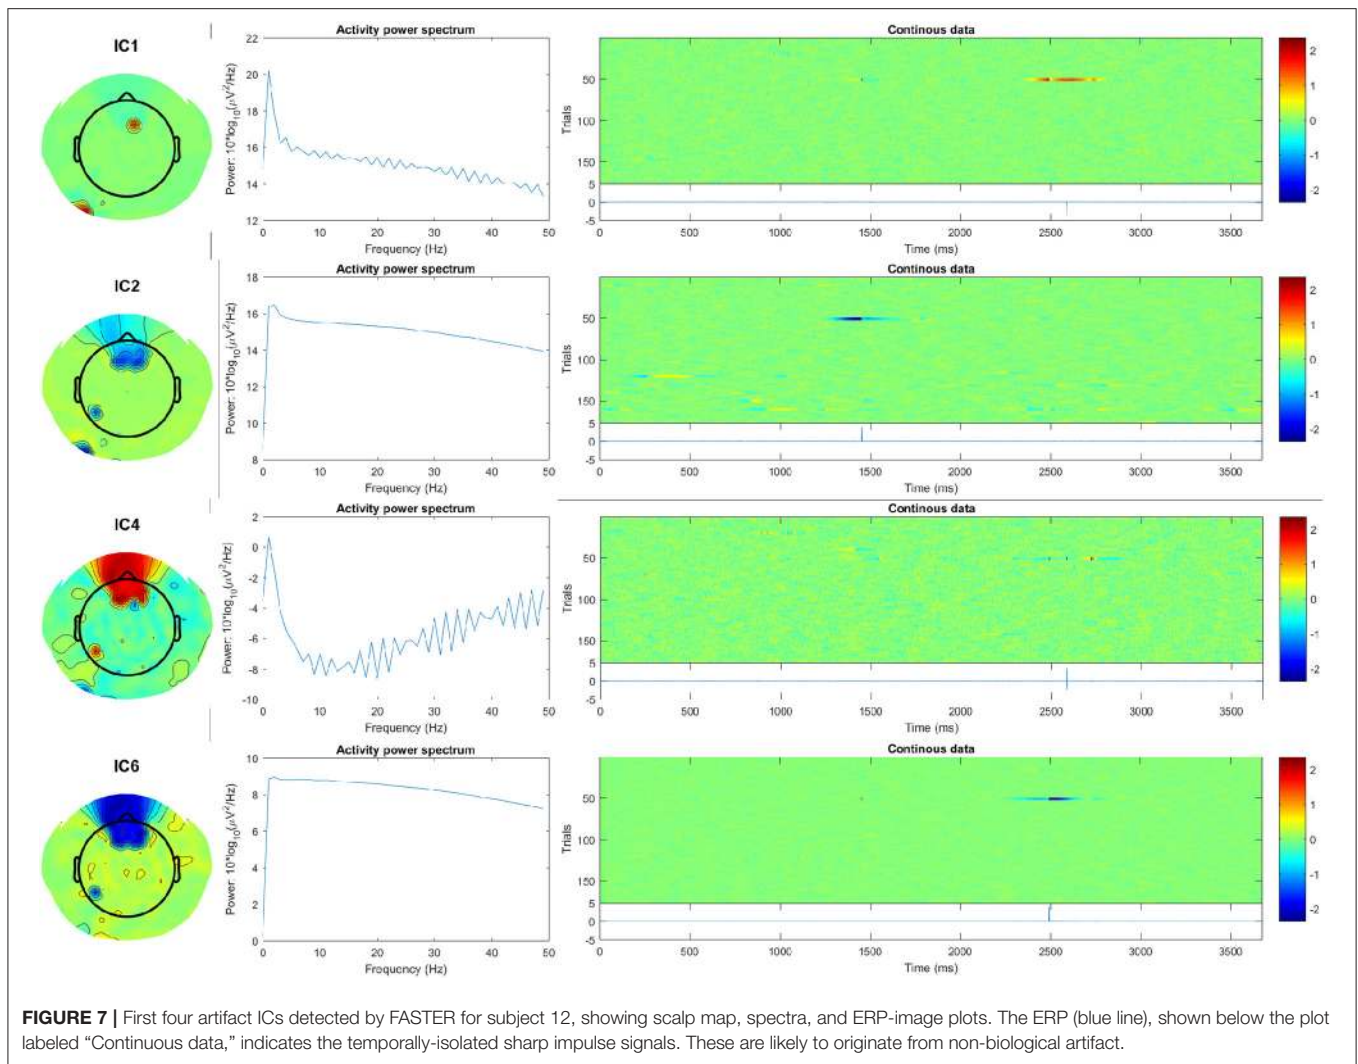 IC1
Activity power spectrum
22
20
18
16
14
12
Power: 10*log10(μV2/Hz)
0 10 20 30 40 50
Frequency (Hz)
Continous data
Trials
50
100
150
5
0
-5
0 500 1000 1500 2000 2500 3000 3500
Time (ms)
2
1
0
-1
-2
IC2
Activity power spectrum
18
16
14
12
10
8
Power: 10*log10(μV2/Hz)
0 10 20 30 40 50
Frequency (Hz)
Continous data
Trials
50
100
150
5
0
-5
0 500 1000 1500 2000 2500 3000 3500
Time (ms)
2
1
0
-1
-2
IC4
Activity power spectrum
2
0
-2
-4
-6
-8
-10
Power: 10*log10(μV2/Hz)
0 10 20 30 40 50
Frequency (Hz)
Continous data
Trials
50
100
150
5
0
-5
0 500 1000 1500 2000 2500 3000 3500
Time (ms)
2
1
0
-1
-2
IC6
Activity power spectrum
10
8
6
4
2
0
Power: 10*log10(μV2/Hz)
0 10 20 30 40 50
Frequency (Hz)
Continous data
Trials
50
100
150
5
0
-5
0 500 1000 1500 2000 2500 3000 3500
Time (ms)
2
1
0
-1
-2
FIGURE 7 | First four artifact ICs detected by FASTER for subject 12, showing scalp map, spectra, and ERP-image plots. The ERP (blue line), shown below the plot
labeled “Continuous data,” indicates the temporally-isolated sharp impulse signals. These are likely to originate from non-biological artifact.